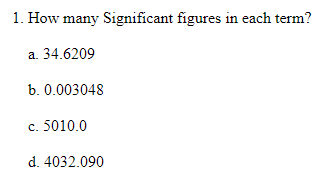 1. How many Significant figures in each term?
a. 34.6209
b. 0.003048
c. 5010.0
d. 4032.090